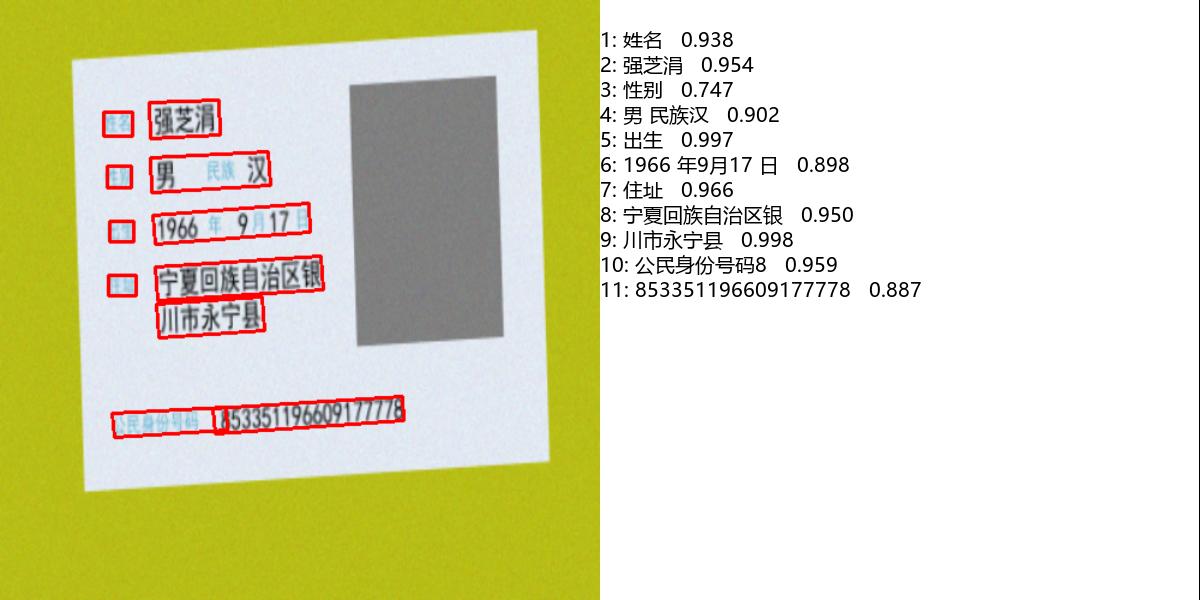 姓名 强芝涓
性别 男 民族 汉
出生 1966 年 9 月 17 日
住址 宁夏回族自治区银
川市永宁县
公民身份号码 853351196609177778
1: 姓名 0.938
2: 强芝涓 0.954
3: 性别 0.747
4: 男 民族汉 0.902
5: 出生 0.997
6: 1966 年9月17 日 0.898
7: 住址 0.966
8: 宁夏回族自治区银 0.950
9: 川市永宁县 0.998
10: 公民身份号码8 0.959
11: 853351196609177778 0.887